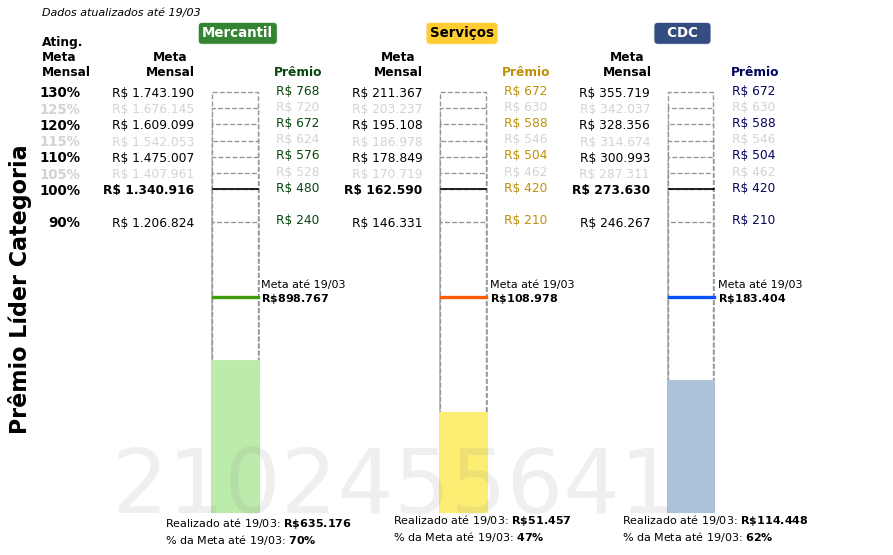 Dados atualizados até 19/03
Mercantil Serviços CDC
Ating. Meta Mensal Meta Mensal Prêmio Meta Mensal Prêmio Meta Mensal Prêmio
130% R$ 1.743.190 R$ 768 R$ 211.367 R$ 672 R$ 355.719 R$ 672
125% R$ 1.676.145 R$ 720 R$ 203.237 R$ 630 R$ 342.037 R$ 630
120% R$ 1.609.099 R$ 672 R$ 195.108 R$ 588 R$ 328.356 R$ 588
115% R$ 1.542.053 R$ 624 R$ 186.978 R$ 546 R$ 314.674 R$ 546
110% R$ 1.475.007 R$ 576 R$ 178.849 R$ 504 R$ 300.993 R$ 504
105% R$ 1.407.961 R$ 528 R$ 170.719 R$ 462 R$ 287.311 R$ 462
100% R$ 1.340.916 R$ 480 R$ 162.590 R$ 420 R$ 273.630 R$ 420
90% R$ 1.206.824 R$ 240 R$ 146.331 R$ 210 R$ 246.267 R$ 210
Prêmio Líder Categoria
Meta até 19/03 Meta até 19/03 Meta até 19/03
R$898.767 R$108.978 R$183.404
2102455641
Realizado até 19/03: R$635.176 Realizado até 19/03: R$51.457 Realizado até 19/03: R$114.448
% da Meta até 19/03: 70% % da Meta até 19/03: 47% % da Meta até 19/03: 62%